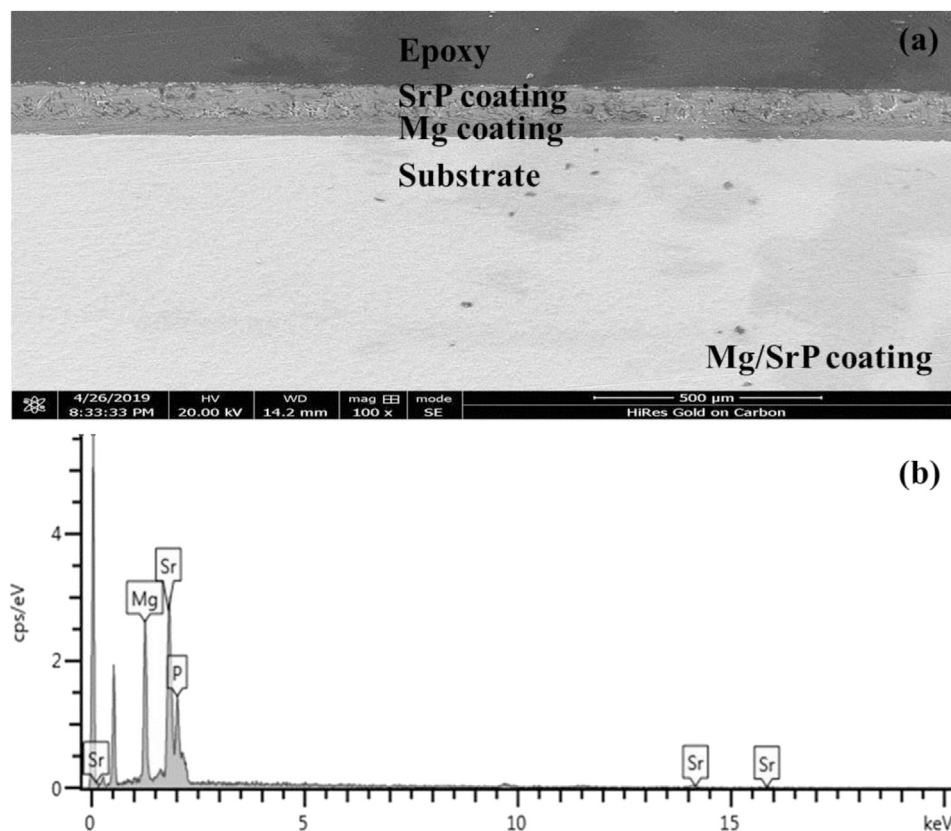 (a)
Epoxy
SrP coating
Mg coating
Substrate
Mg/SrP coating
4/26/2019 HV WD mag mode 500 µm
8:33:33 PM 20.00 kV 14.2 mm 100 x SE HiRes Gold on Carbon
(b)
cps/eV
4
2
0
Sr
Mg
Sr
P
Sr
Sr
0 5 10 15 keV